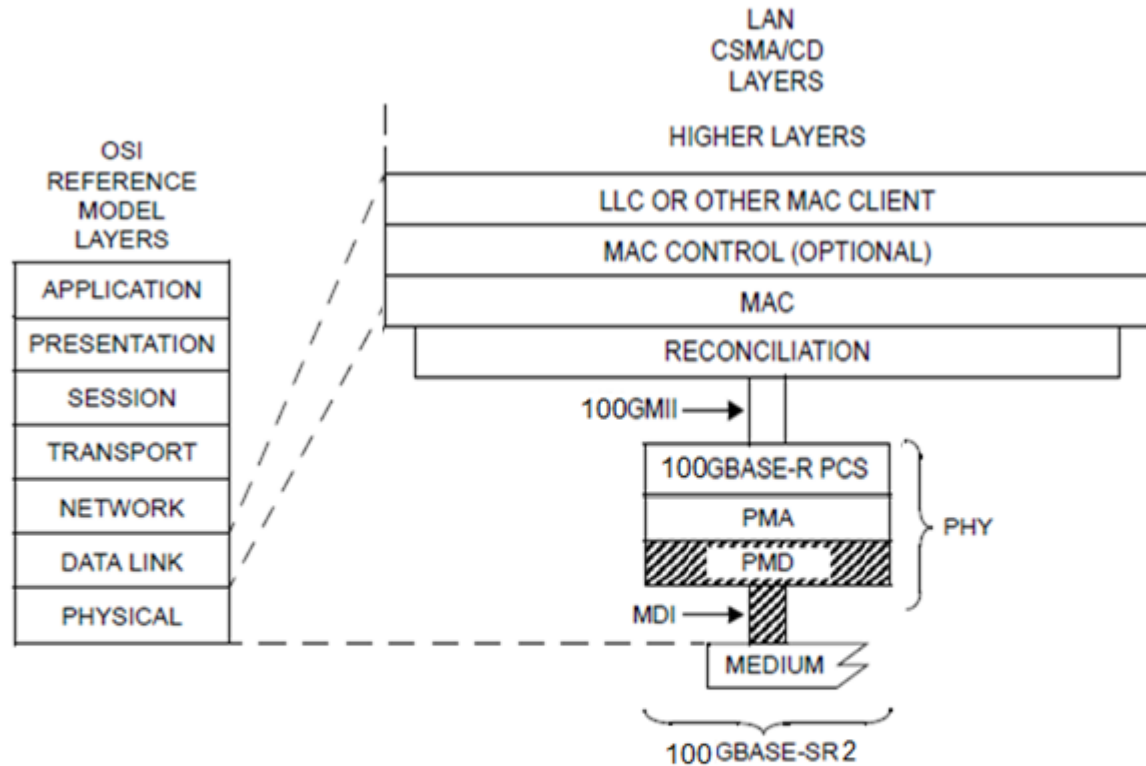 LAN
CSMA/CD
LAYERS
HIGHER LAYERS
OSI
REFERENCE
MODEL
LAYERS
LLC OR OTHER MAC CLIENT
MAC CONTROL (OPTIONAL)
MAC
RECONCILIATION
APPLICATION
PRESENTATION
SESSION
TRANSPORT
NETWORK
DATA LINK
PHYSICAL
100GMII
100GBASE-R PCS
PMA
PMD
PHY
MDI
MEDIUM
100GBASE-SR2